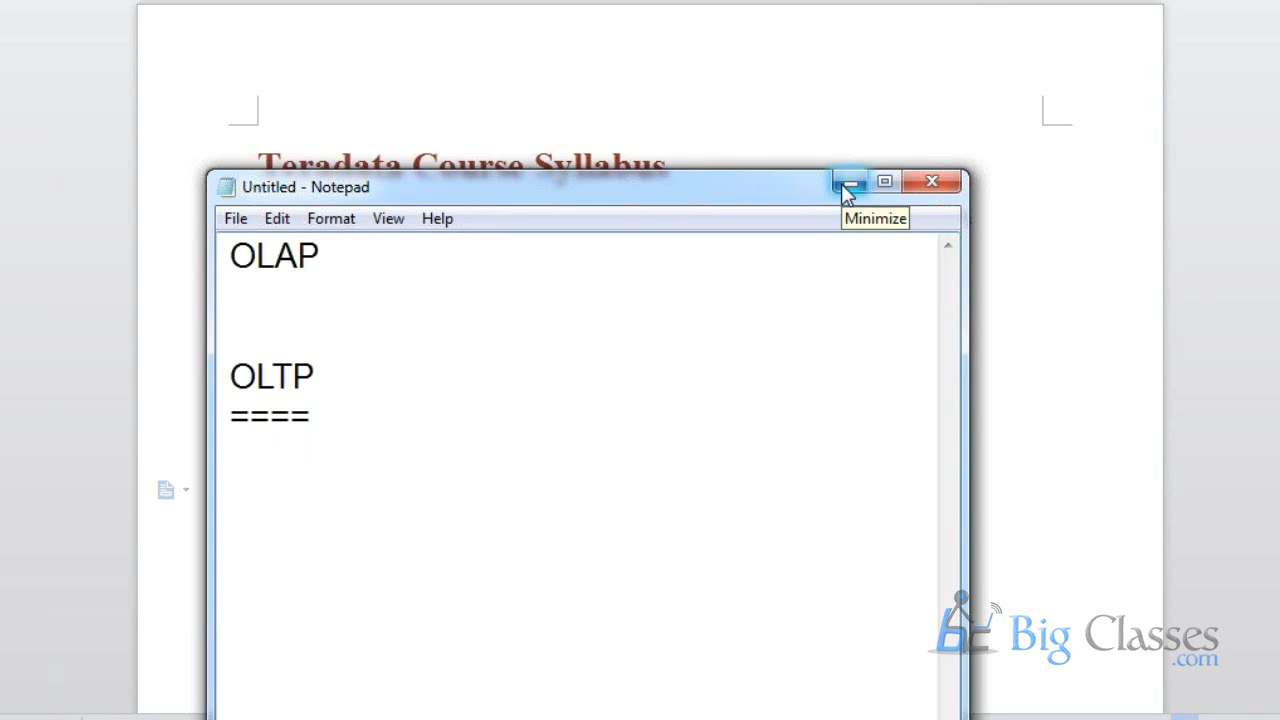 Teradata Course Syllabus
Untitled - Notepad
File Edit Format View Help
Minimize
OLAP
OLTP
====
Big Classes
.com